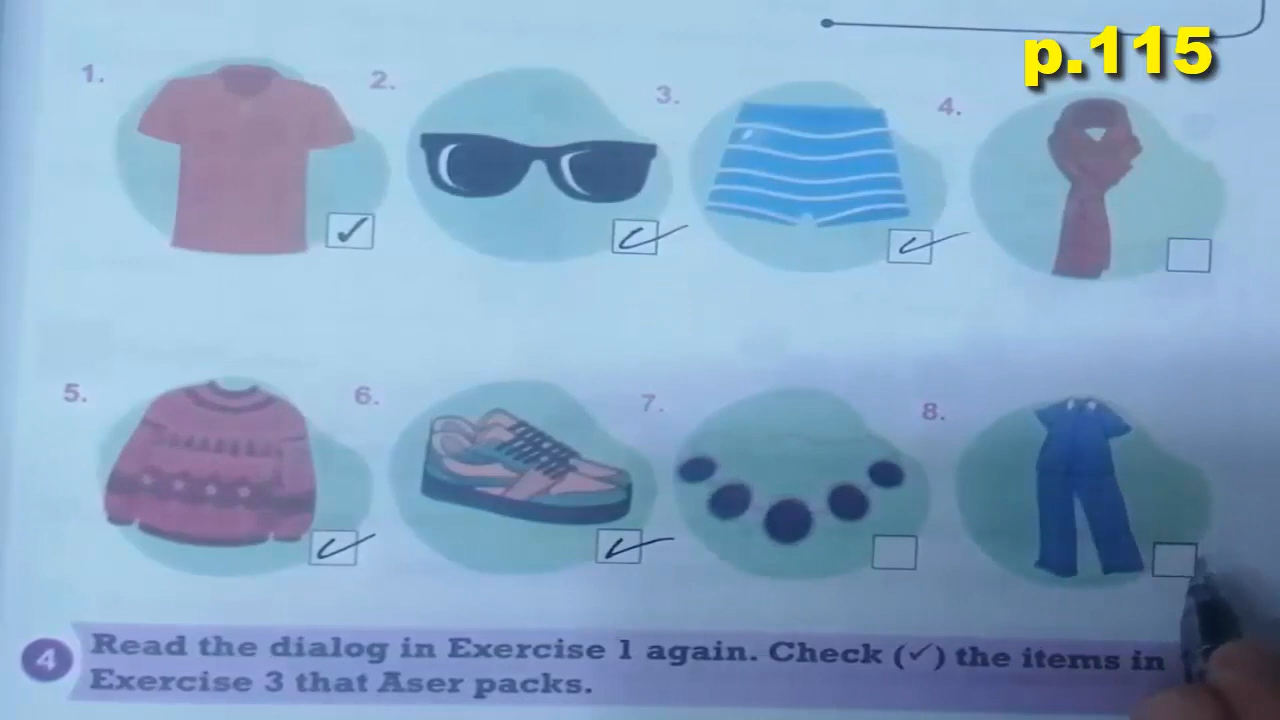 p.115
1.
2.
3.
4.
5.
6.
7.
8.
4 Read the dialog in Exercise 1 again. Check (✓) the items in
Exercise 3 that Aser packs.